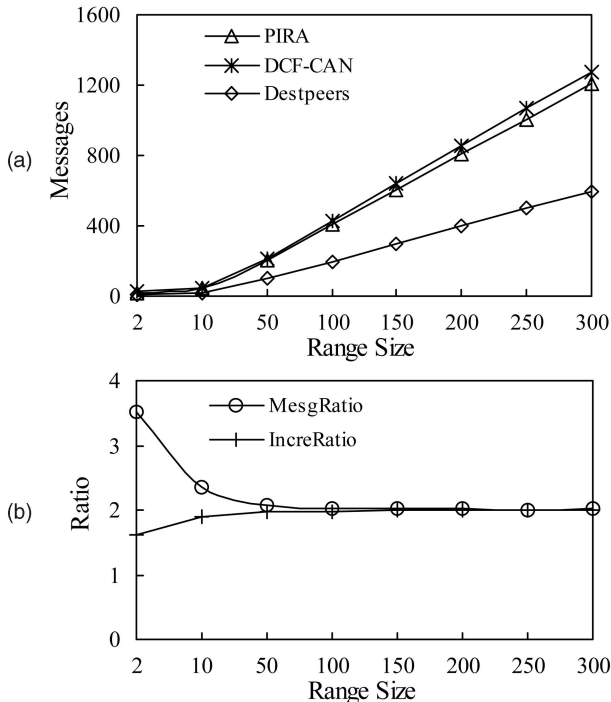 1600
1200
800
400
0
Messages
(a)
PIRA
DCF-CAN
Destpeers
2 10 50 100 150 200 250 300
Range Size
4
3
2
1
0
Ratio
(b)
MesgRatio
IncreRatio
2 10 50 100 150 200 250 300
Range Size